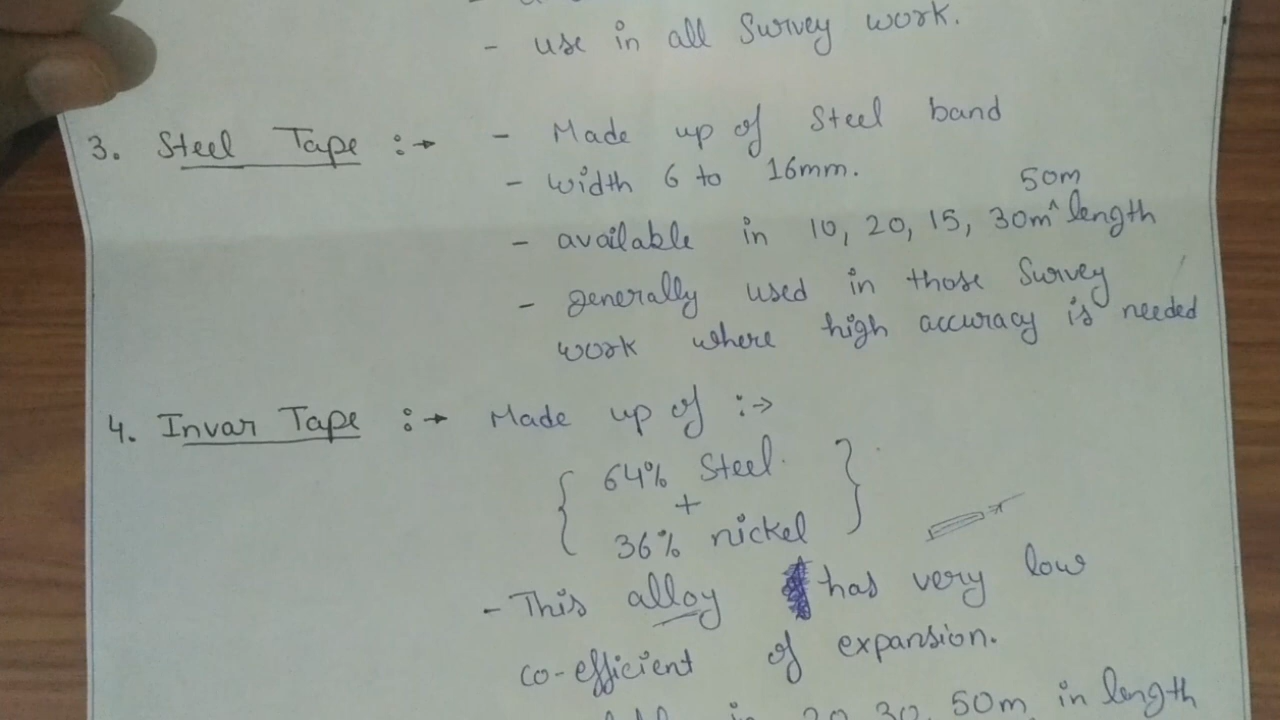 - use in all Survey work.
3. Steel Tape :→ - Made up of Steel band
- width 6 to 16mm.
50m
- available in 10, 20, 15, 30m^ length
- generally used in those Survey
work where high accuracy is needed
4. Invar Tape :→ Made up of :→
{ 64% Steel. }
+
36% nickel
- This alloy has very low
co-efficient of expansion.
in 20, 30, 50m in length